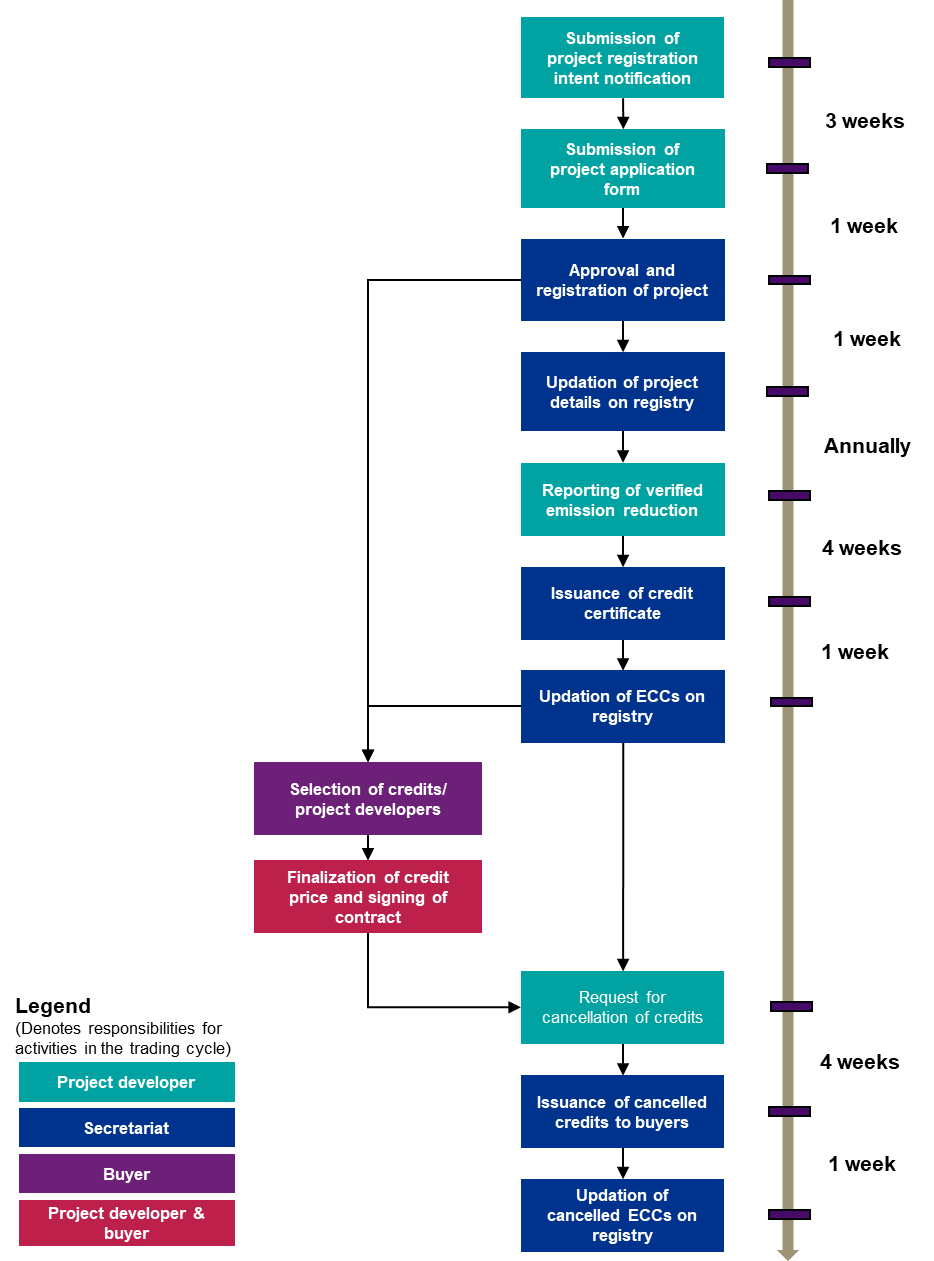 Submission of
project registration
intent notification
3 weeks
Submission of
project application
form
1 week
Approval and
registration of project
1 week
Updation of project
details on registry
Annually
Reporting of verified
emission reduction
4 weeks
Issuance of credit
certificate
1 week
Updation of ECCs on
registry
Selection of credits/
project developers
Finalization of credit
price and signing of
contract
Request for
cancellation of credits
4 weeks
Issuance of cancelled
credits to buyers
1 week
Updation of
cancelled ECCs on
registry
Legend
(Denotes responsibilities for
activities in the trading cycle)
Project developer
Secretariat
Buyer
Project developer &
buyer